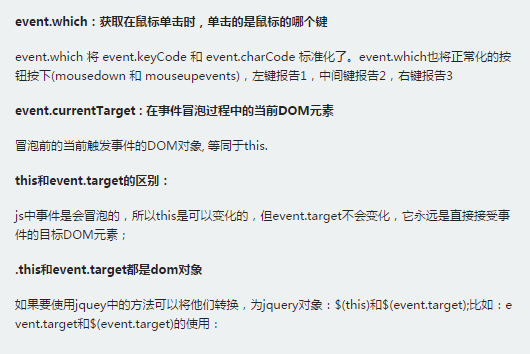 event.which：获取在鼠标单击时，单击的是鼠标的哪个键
event.which 将 event.keyCode 和 event.charCode 标准化了。event.which也将正常化的按
钮按下(mousedown 和 mouseupevents)，左键报告1，中间键报告2，右键报告3
event.currentTarget : 在事件冒泡过程中的当前DOM元素
冒泡前的当前触发事件的DOM对象, 等同于this.
this和event.target的区别：
js中事件是会冒泡的，所以this是可以变化的，但event.target不会变化，它永远是直接接受事
件的目标DOM元素；
.this和event.target都是dom对象
如果要使用jquey中的方法可以将他们转换，为jquery对象：$(this)和$(event.target);比如：e
vent.target和$(event.target)的使用：